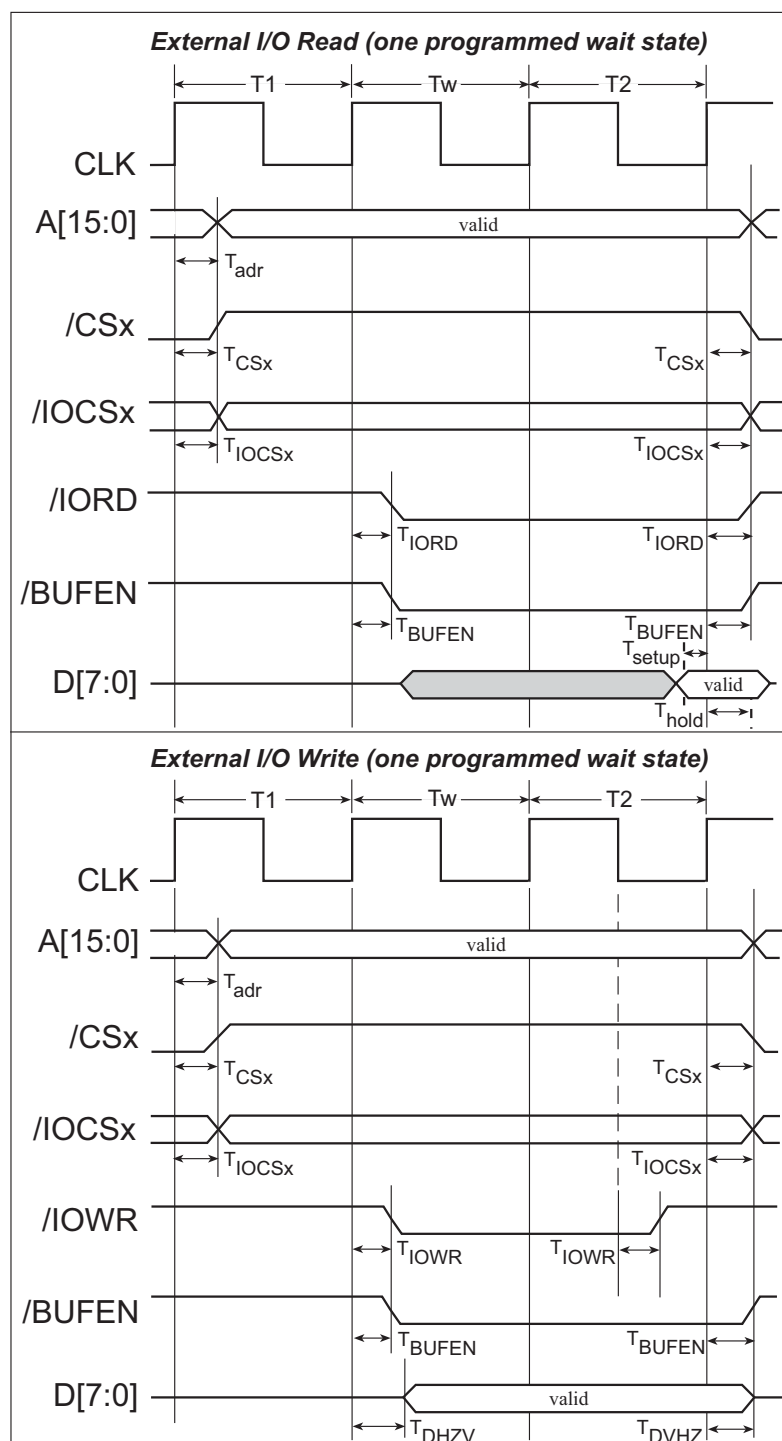 External I/O Read (one programmed wait state)
T1 Tw T2
CLK
A[15:0] valid
Tadr
/CSx
TCSx TCSx
/IOCSx
TIOCSx TIOCSx
/IORD
TIORD TIORD
/BUFEN
TBUFEN TBUFEN
Tsetup
D[7:0] valid
Thold
External I/O Write (one programmed wait state)
T1 Tw T2
CLK
A[15:0] valid
Tadr
/CSx
TCSx TCSx
/IOCSx
TIOCSx TIOCSx
/IOWR
TIOWR TIOWR
/BUFEN
TBUFEN TBUFEN
D[7:0] valid
TDHZV TDVHZ